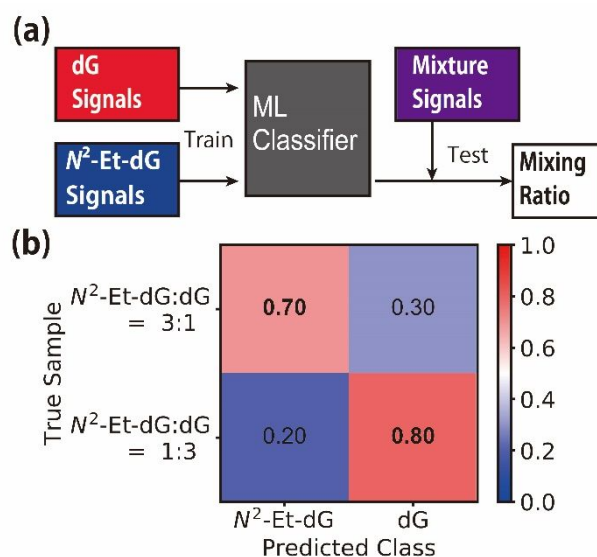 (a)
dG
Signals
N²-Et-dG
Signals
Train
ML
Classifier
Mixture
Signals
Test
Mixing
Ratio
(b)
True Sample
N²-Et-dG:dG
= 3:1
N²-Et-dG:dG
= 1:3
0.70
0.30
0.20
0.80
N²-Et-dG
dG
Predicted Class
1.0
0.8
0.6
0.4
0.2
0.0